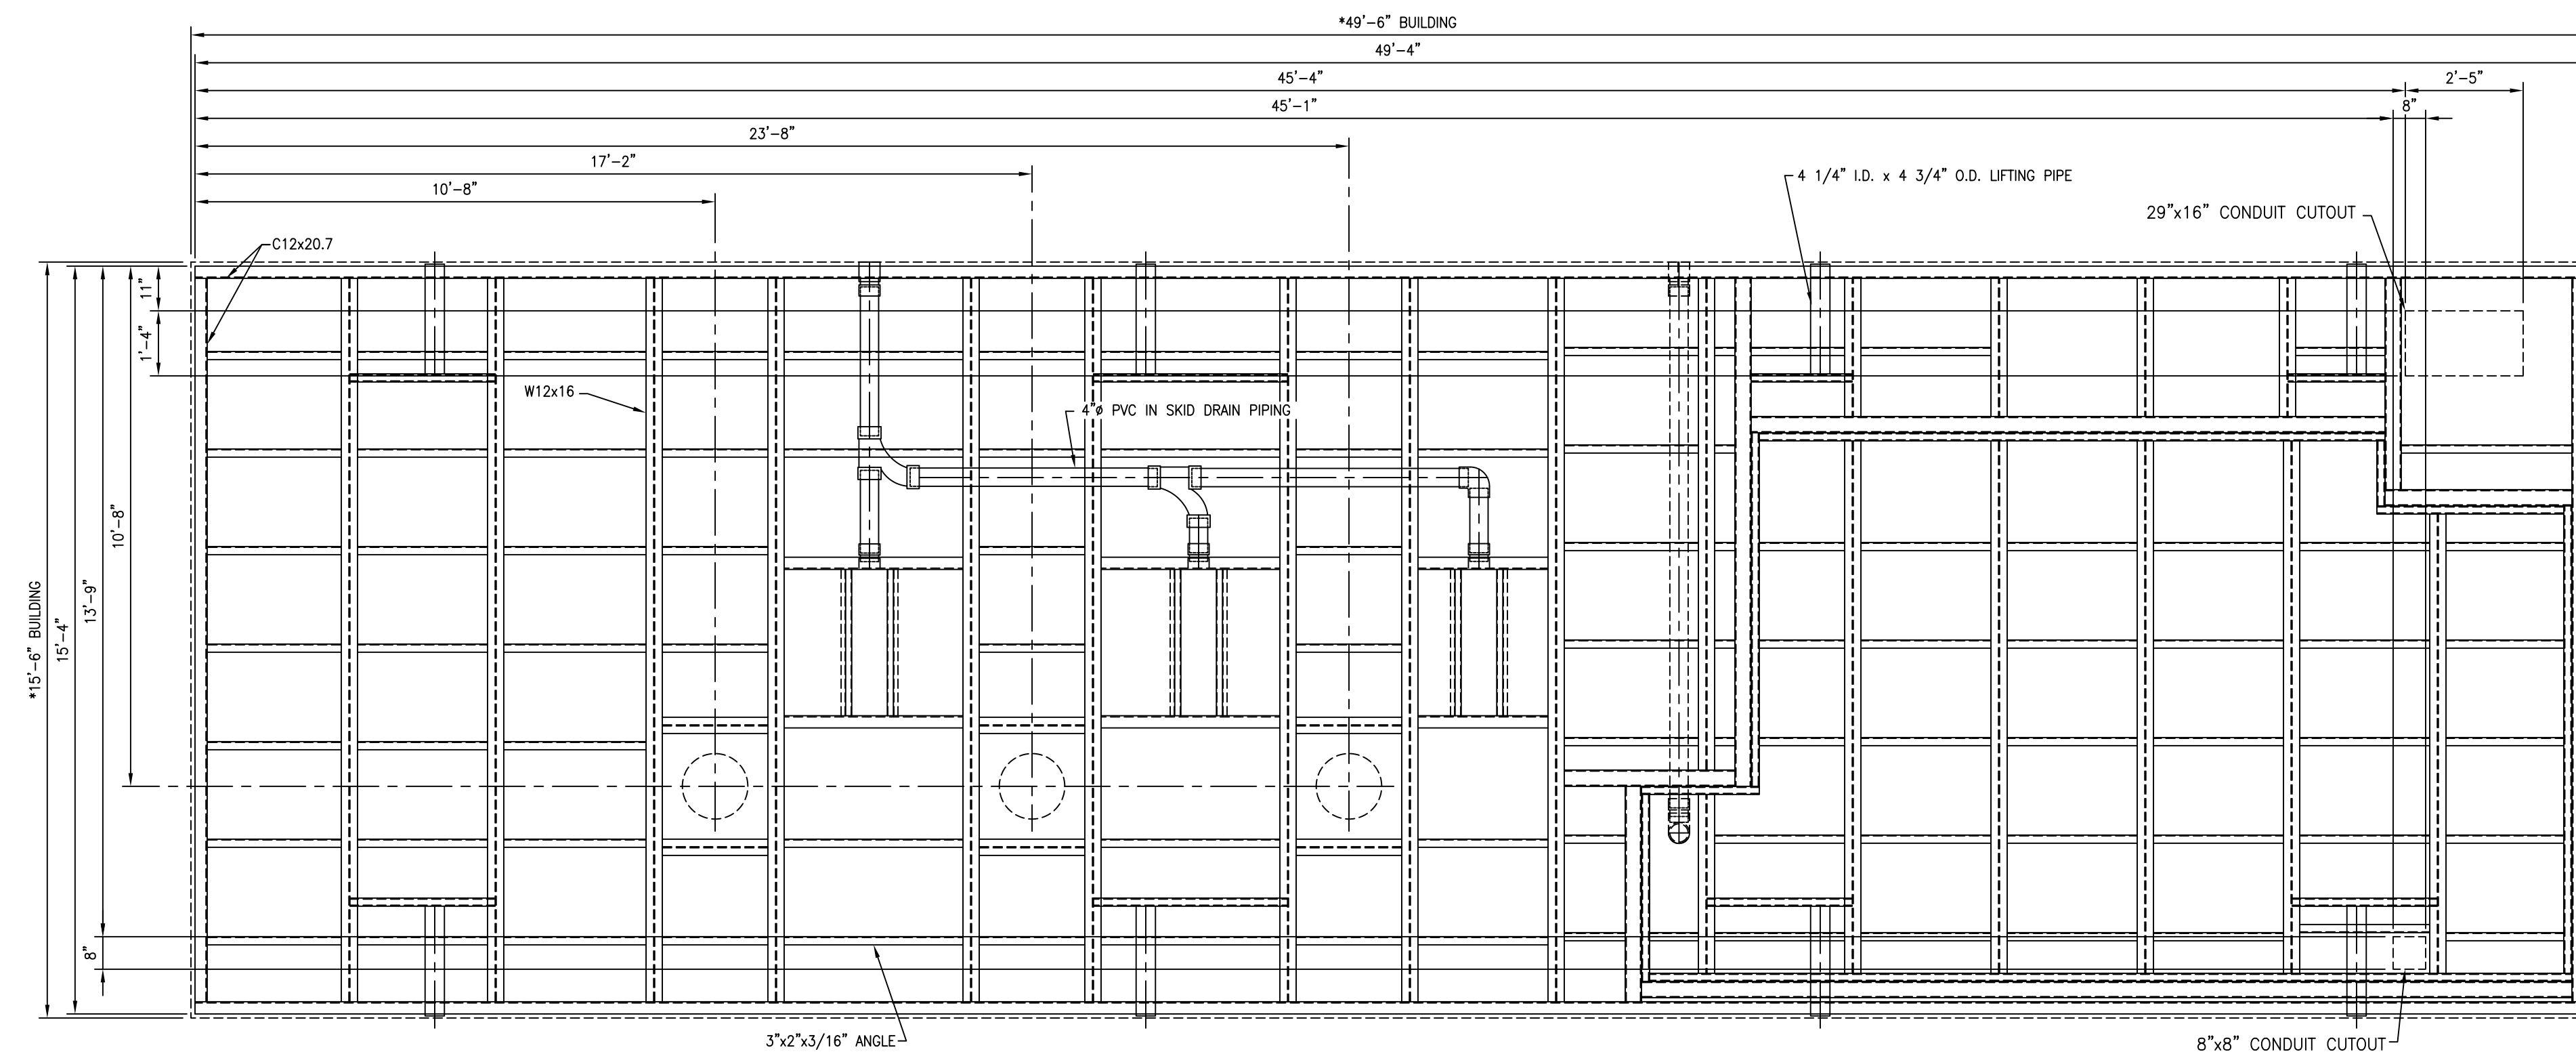 *49'-6" BUILDING
49'-4"
45'-4"
2'-5"
45'-1"
8"
23'-8"
17'-2"
10'-8"
4 1/4" I.D. x 4 3/4" O.D. LIFTING PIPE
29"x16" CONDUIT CUTOUT
C12x20.7
11"
1'-4"
W12x16
4"ø PVC IN SKID DRAIN PIPING
10'-8"
13'-9"
15'-4"
*15'-6" BUILDING
8"
3"x2"x3/16" ANGLE
8"x8" CONDUIT CUTOUT